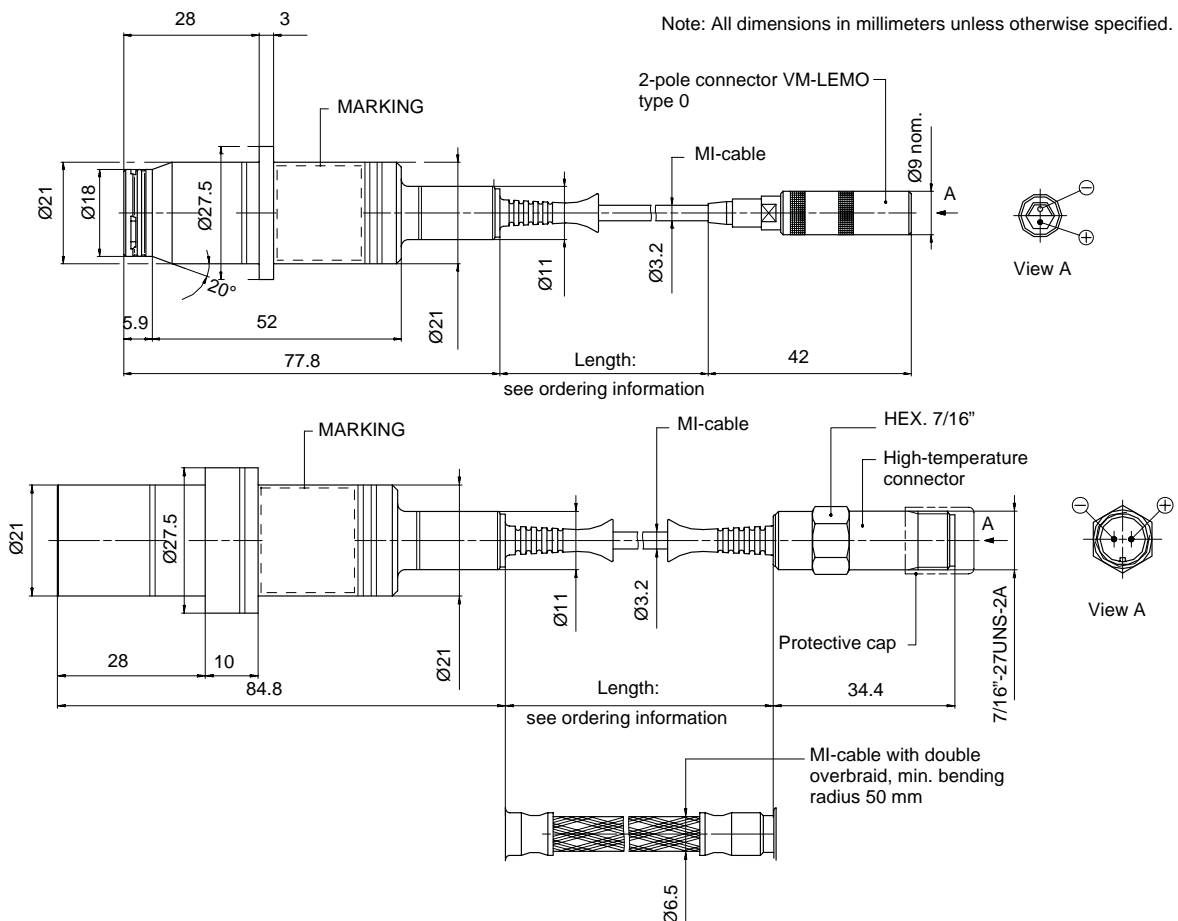 28
3
Note: All dimensions in millimeters unless otherwise specified.
2-pole connector VM-LEMO
type 0
MARKING
MI-cable
Ø9 nom.
A
Ø21
Ø18
Ø27.5
20°
Ø11
Ø3.2
Ø21
View A
5.9
52
77.8
Length:
see ordering information
42
MARKING
MI-cable
HEX. 7/16”
High-temperature
connector
A
Ø21
Ø27.5
Ø11
Ø3.2
Ø21
View A
Protective cap
7/16”-27UNS-2A
28
10
84.8
Length:
see ordering information
34.4
MI-cable with double
overbraid, min. bending
radius 50 mm
Ø6.5